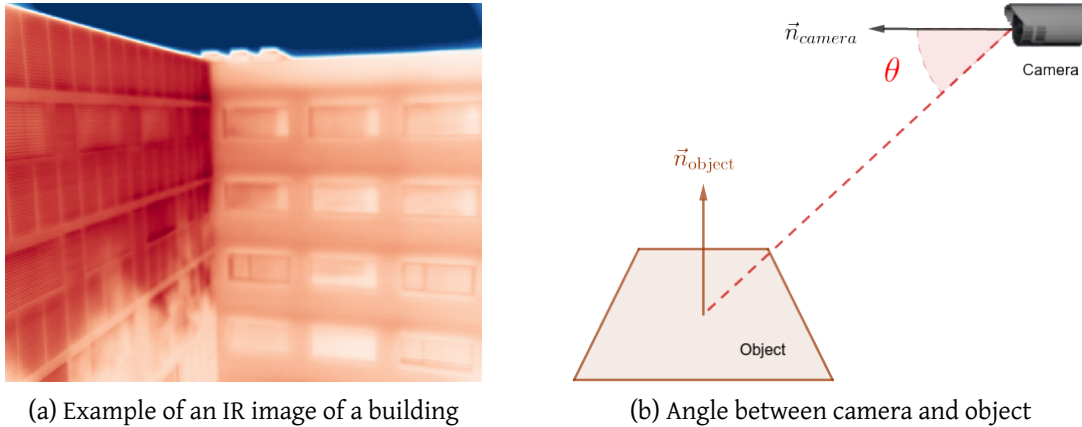 n⃗camera
Camera
θ
n⃗object
Object
(a) Example of an IR image of a building
(b) Angle between camera and object